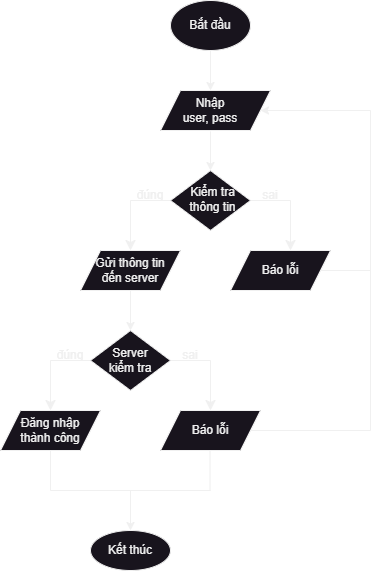 Bắt đầu
Nhập
user, pass
Kiểm tra
thông tin
đúng
sai
Gửi thông tin
đến server
Báo lỗi
Server
kiểm tra
đúng
sai
Đăng nhập
thành công
Báo lỗi
Kết thúc